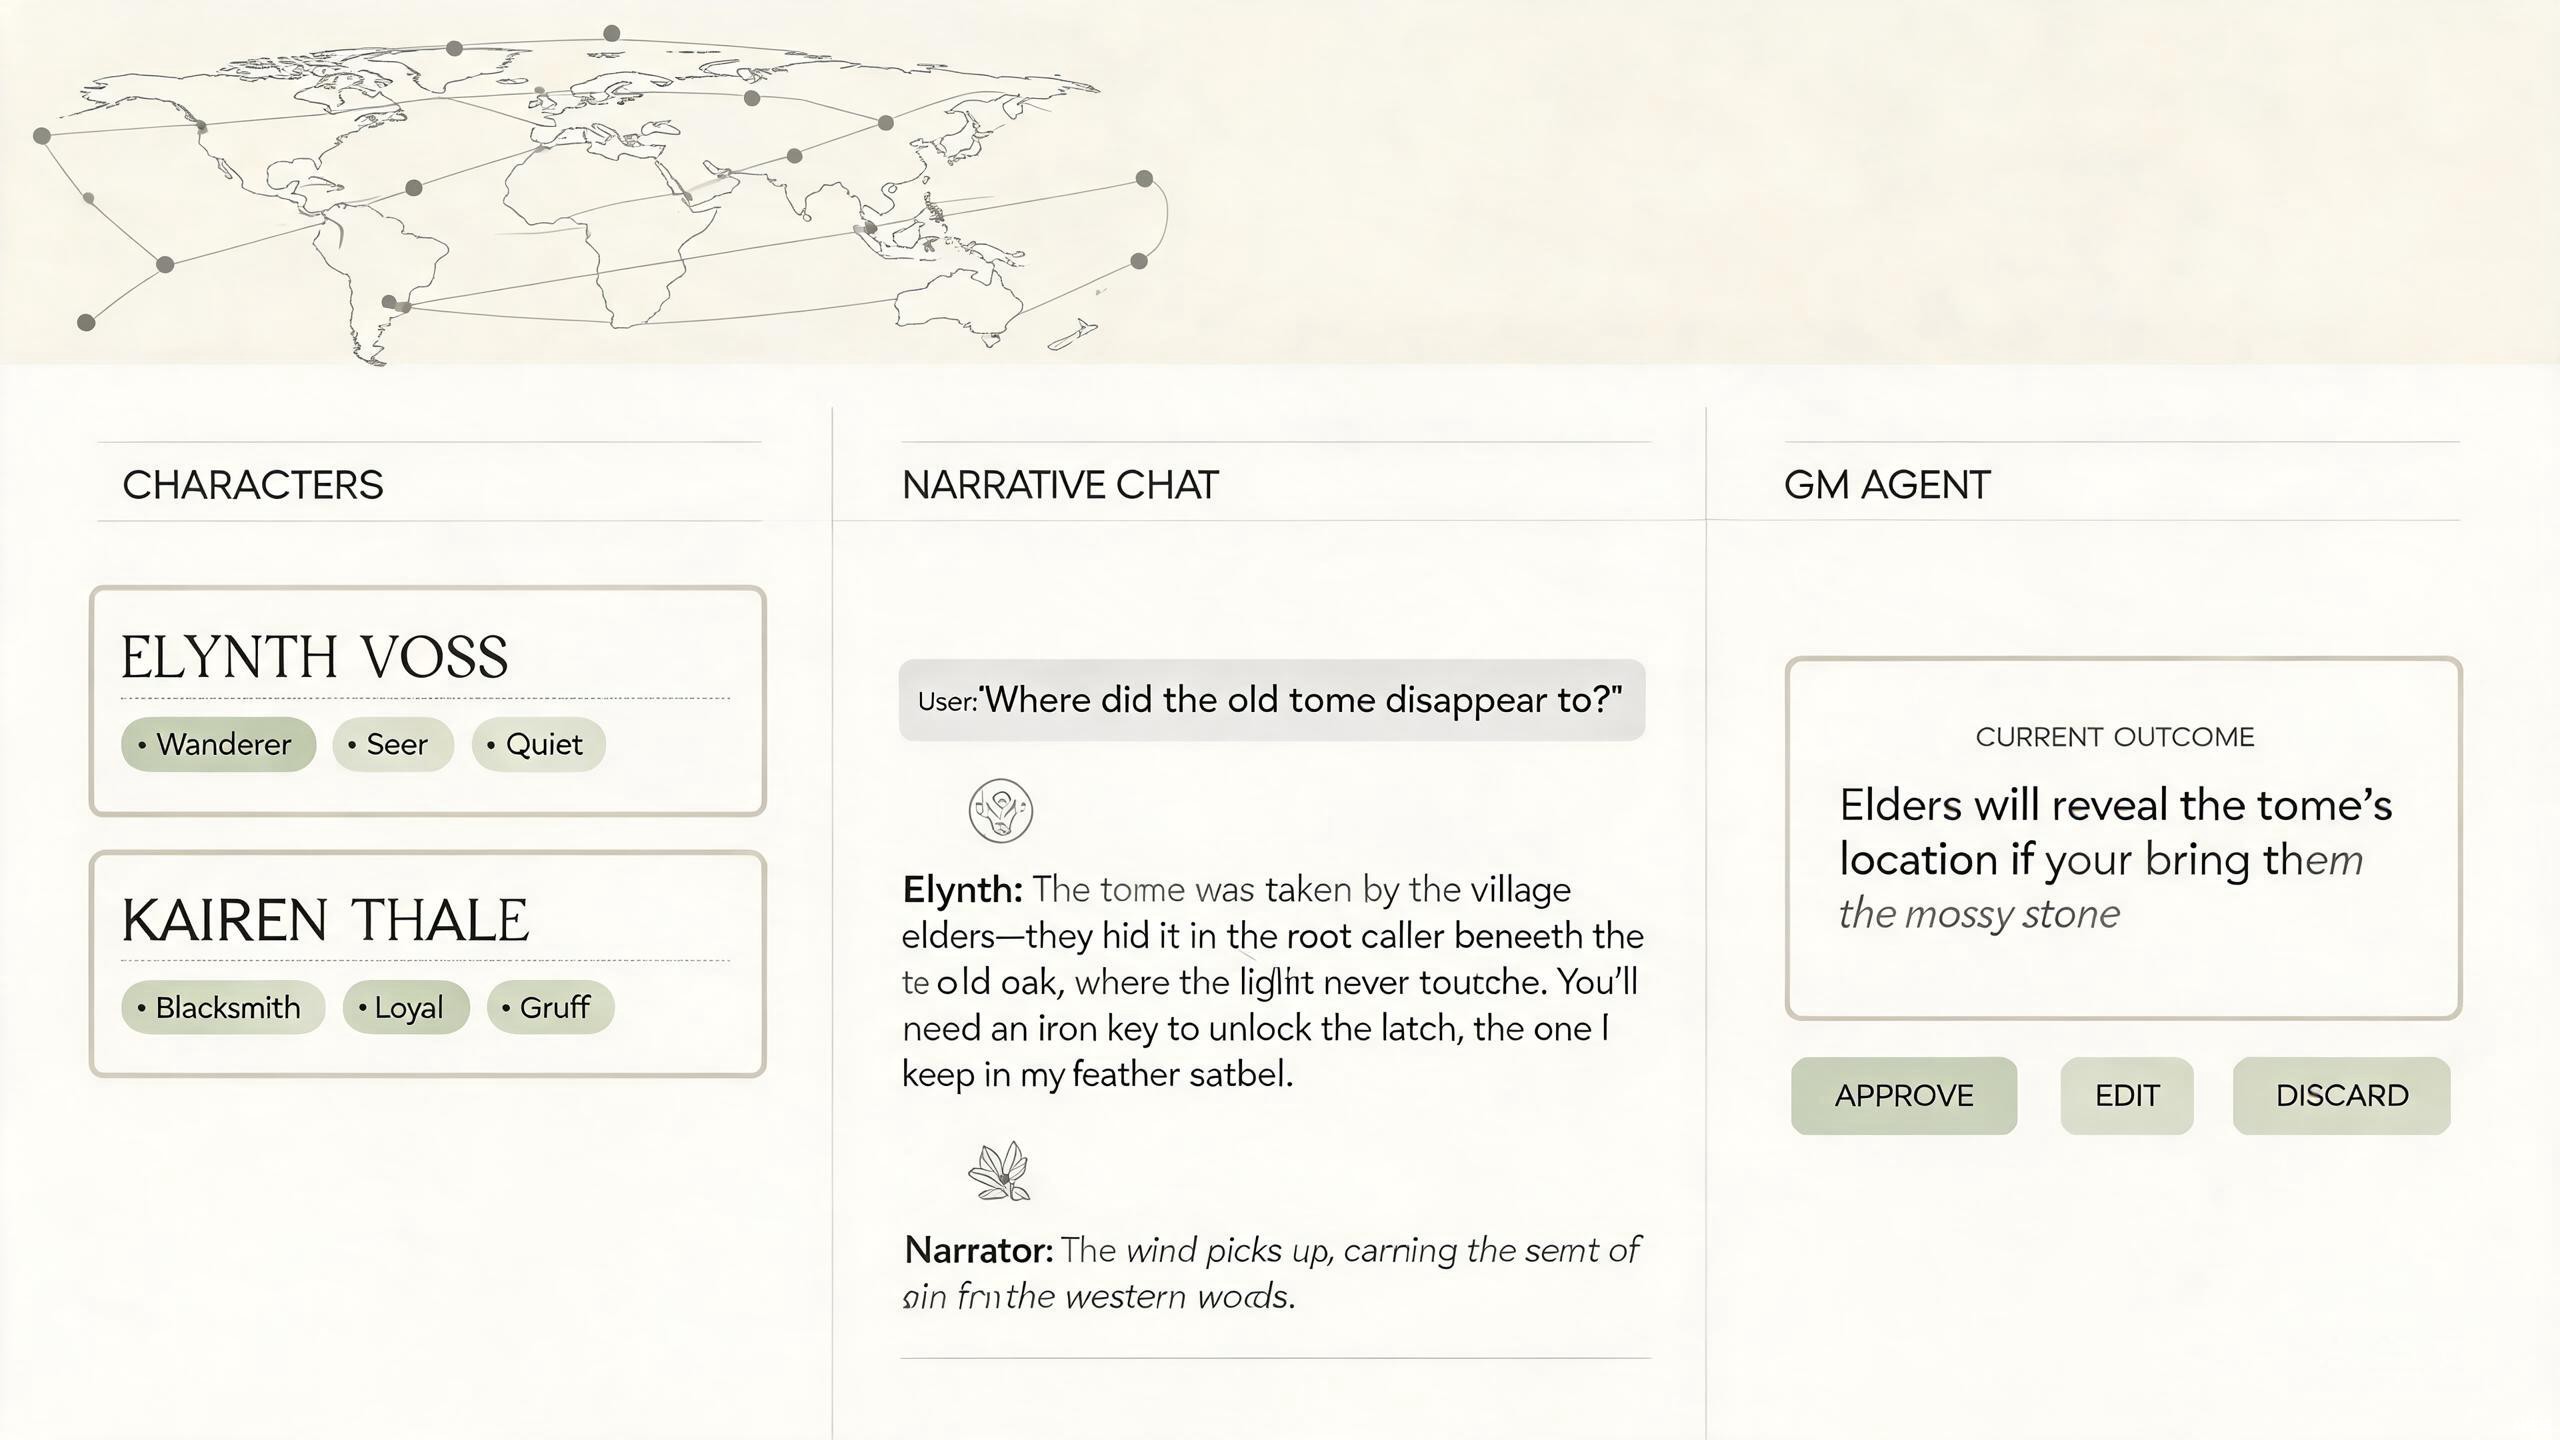 CHARACTERS
ELYNTH VOSS
• Wanderer
• Seer
• Quiet
KAIREN THALE
• Blacksmith
• Loyal
• Gruff
NARRATIVE CHAT
User:'Where did the old tome disappear to?"
Elynth: The tome was taken by the village
elders—they hid it in the root caller beneeth the
te old oak, where the never toutche. You'll
need an iron key to unlock the latch, the one I
keep in my feather satbel.
Narrator: The wind picks up, carning the semt of
the western woods.
GM AGENT
CURRENT OUTCOME
Elders will reveal the tome's
location if your bring them
the mossy stone
APPROVE
EDIT
DISCARD